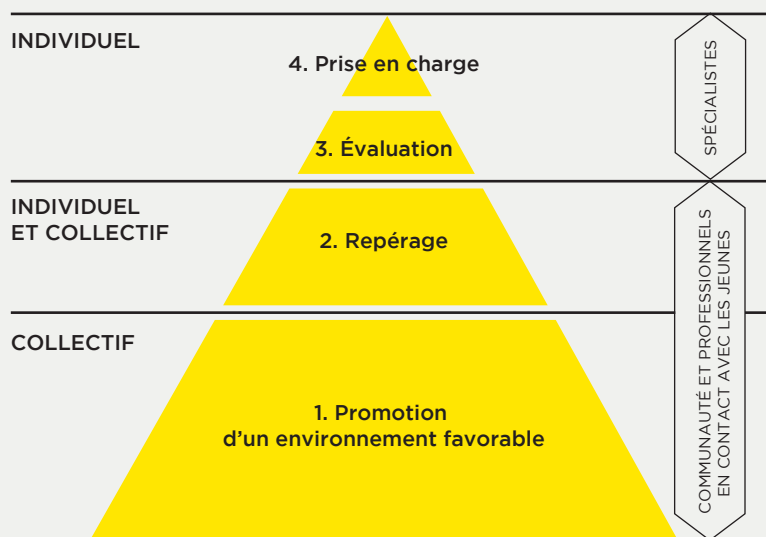 INDIVIDUEL
4. Prise en charge
3. Évaluation
SPÉCIALISTES
INDIVIDUEL
ET COLLECTIF
2. Repérage
COLLECTIF
1. Promotion
d'un environnement favorable
COMMUNAUTÉ ET PROFESSIONNELS
EN CONTACT AVEC LES JEUNES